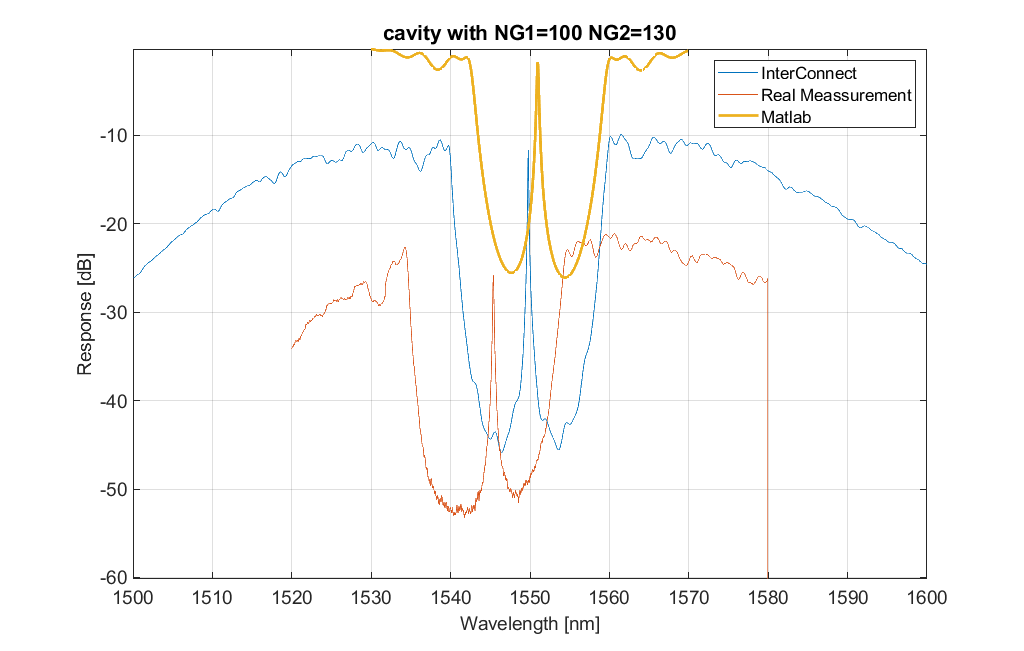 cavity with NG1=100 NG2=130
InterConnect
Real Meassurement
Matlab
Response [dB]
-10
-20
-30
-40
-50
-60
1500 1510 1520 1530 1540 1550 1560 1570 1580 1590 1600
Wavelength [nm]